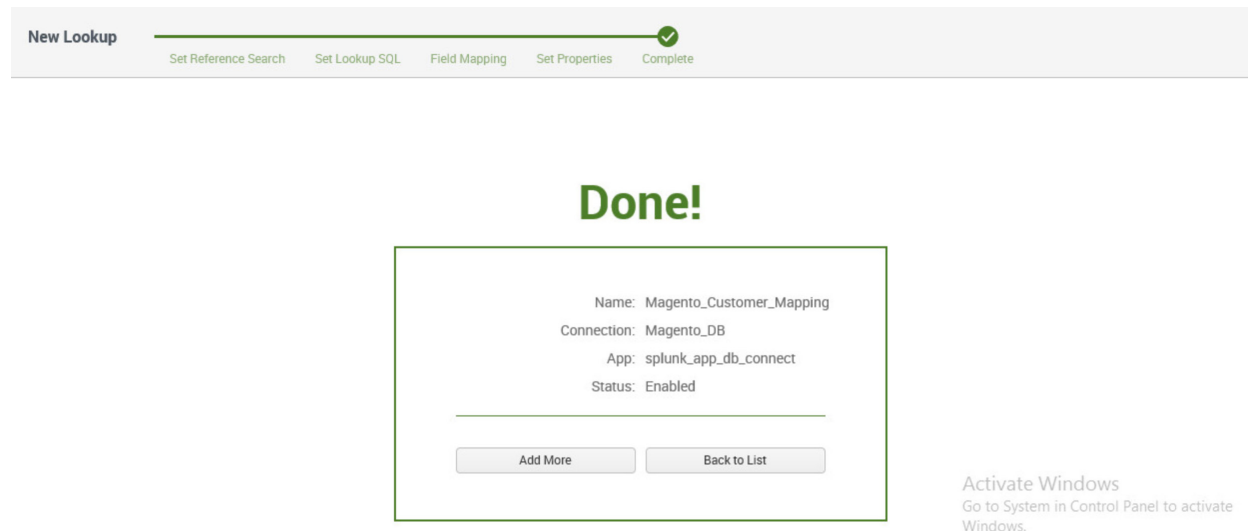 New Lookup
Set Reference Search Set Lookup SQL Field Mapping Set Properties Complete
Done!
Name: Magento_Customer_Mapping
Connection: Magento_DB
App: splunk_app_db_connect
Status: Enabled
Add More Back to List
Activate Windows
Go to System in Control Panel to activate
Windows.